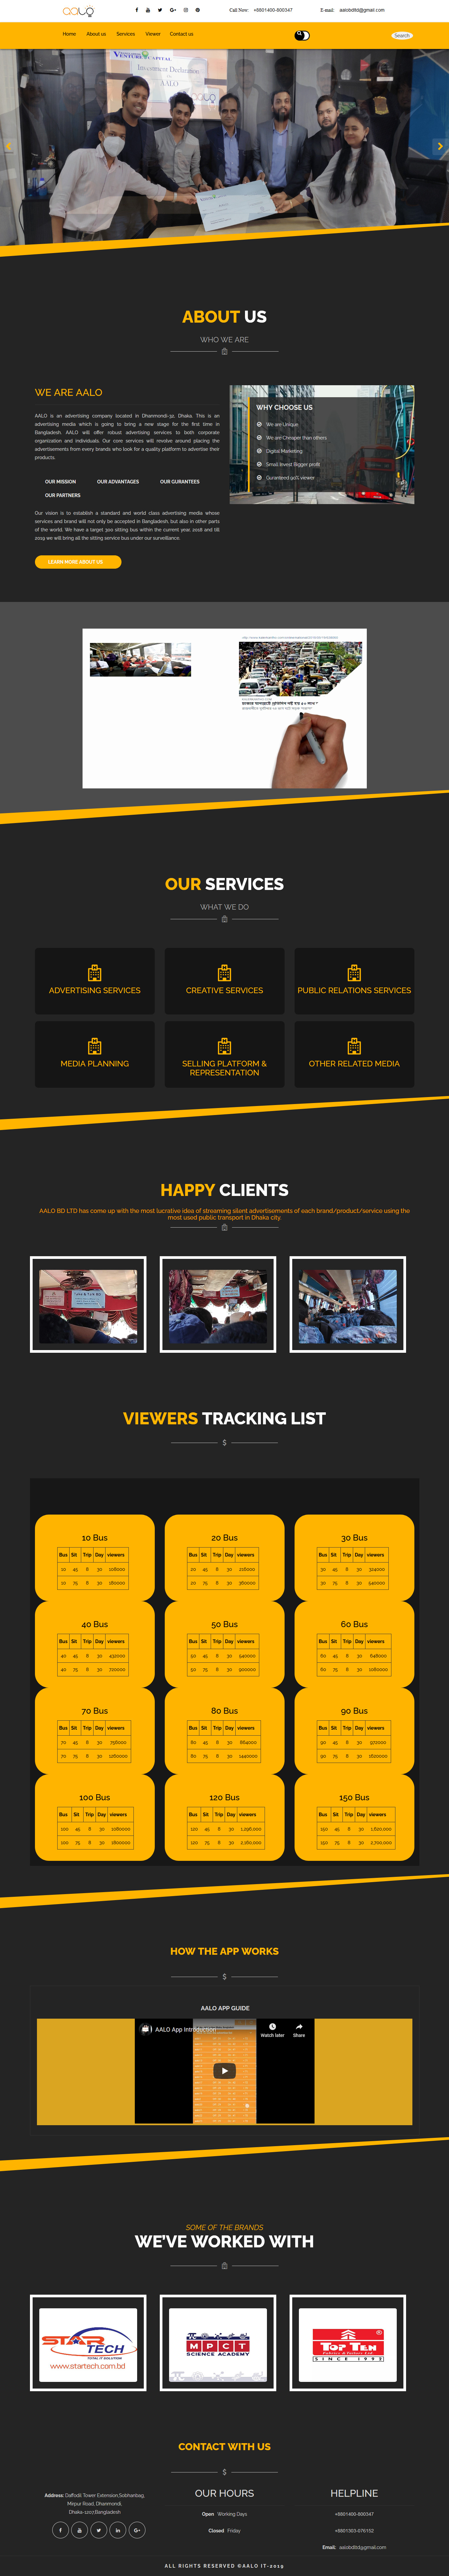 AALO
Call Now: +8801400-800347
E-mail: aalobdltd@gmail.com
Home About us Services Viewer Contact us
Search
VENTURE CAPITAL
Investment Declaration
ABOUT US
WHO WE ARE
WE ARE AALO
AALO is an advertising company located in Dhanmondi-32, Dhaka. This is an
advertising media which is going to bring a new stage for the first time in
Bangladesh. AALO will offer robust advertising services to both corporate
organization and individuals. Our core services will revolve around placing the
advertisements from every brands who look for a quality platform to advertise their
products.
OUR MISSION OUR ADVANTAGES OUR GURANTEES
OUR PARTNERS
Our vision is to establish a standard and world class advertising media whose
services and brand will not only be accepted in Bangladesh, but also in other parts
of the world. We have a target 300 sitting bus within the current year, 2018 and till
2019 we will bring all the sitting service bus under our surveillance.
LEARN MORE ABOUT US
WHY CHOOSE US
We are Unique.
We are Cheaper than others
Digital Marketing
Small Invest Bigger profit
Guranteed 90% viewer
OUR SERVICES
WHAT WE DO
ADVERTISING SERVICES
CREATIVE SERVICES
PUBLIC RELATIONS SERVICES
MEDIA PLANNING
SELLING PLATFORM &
REPRESENTATION
OTHER RELATED MEDIA
HAPPY CLIENTS
AALO BD LTD has come up with the most lucrative idea of streaming silent advertisements of each brand/product/service using the
most used public transport in Dhaka city.
VIEWERS TRACKING LIST
10 Bus
Bus Sit Trip Day viewers
10 45 8 30 108000
10 75 8 30 180000
20 Bus
Bus Sit Trip Day viewers
20 45 8 30 216000
20 75 8 30 360000
30 Bus
Bus Sit Trip Day viewers
30 45 8 30 324000
30 75 8 30 540000
40 Bus
Bus Sit Trip Day viewers
40 45 8 30 432000
40 75 8 30 720000
50 Bus
Bus Sit Trip Day viewers
50 45 8 30 540000
50 75 8 30 900000
60 Bus
Bus Sit Trip Day viewers
60 45 8 30 648000
60 75 8 30 1080000
70 Bus
Bus Sit Trip Day viewers
70 45 8 30 756000
70 75 8 30 1260000
80 Bus
Bus Sit Trip Day viewers
80 45 8 30 864000
80 75 8 30 1440000
90 Bus
Bus Sit Trip Day viewers
90 45 8 30 972000
90 75 8 30 1620000
100 Bus
Bus Sit Trip Day viewers
100 45 8 30 1080000
100 75 8 30 1800000
120 Bus
Bus Sit Trip Day viewers
120 45 8 30 1,296,000
120 75 8 30 2,160,000
150 Bus
Bus Sit Trip Day viewers
150 45 8 30 1,620,000
150 75 8 30 2,700,000
HOW THE APP WORKS
AALO APP GUIDE
AALO App Introduction
Watch later Share
SOME OF THE BRANDS
WE'VE WORKED WITH
STAR TECH
TOTAL IT SOLUTION
www.startech.com.bd
MPCT
SCIENCE ACADEMY
TOP TEN
Fabrics & Tailors Ltd
SINCE 1993
CONTACT WITH US
Address: Daffodil Tower Extension,Sobhanbag,
Mirpur Road, Dhanmondi,
Dhaka-1207,Bangladesh
OUR HOURS
Open Working Days
Closed Friday
HELPLINE
+8801400-800347
+8801303-076152
Email: aalobdltd@gmail.com
ALL RIGHTS RESERVED ©AALO IT-2019